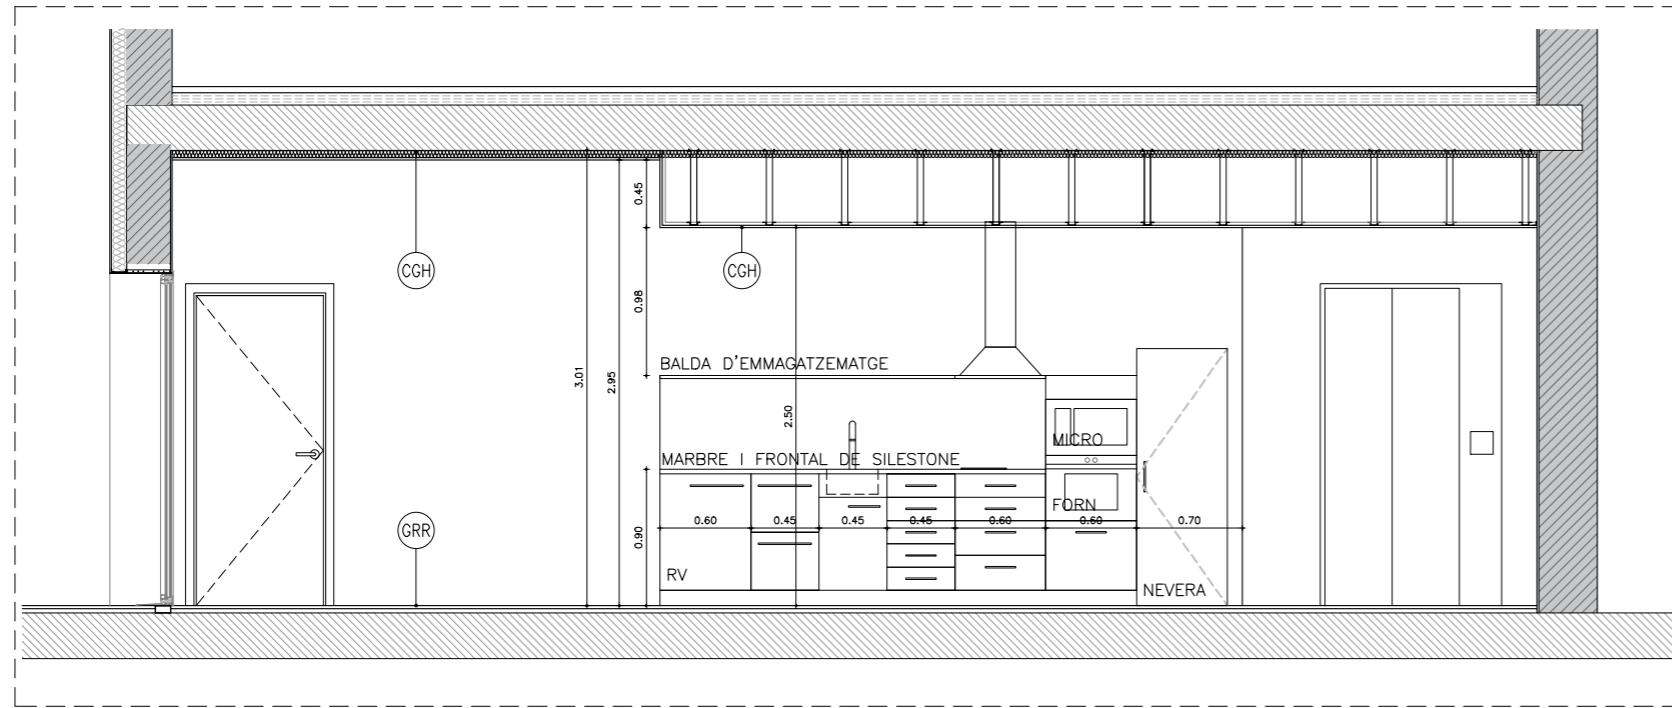 0.45
CGH
CGH
0.98
BALDA D'EMMAGATZEMATGE
3.01
2.95
2.50
MICRO
MARBRE I FRONTAL DE SILESTONE
FORN
0.60
0.45
0.45
0.45
0.60
0.60
0.70
GRR
0.90
RV
NEVERA